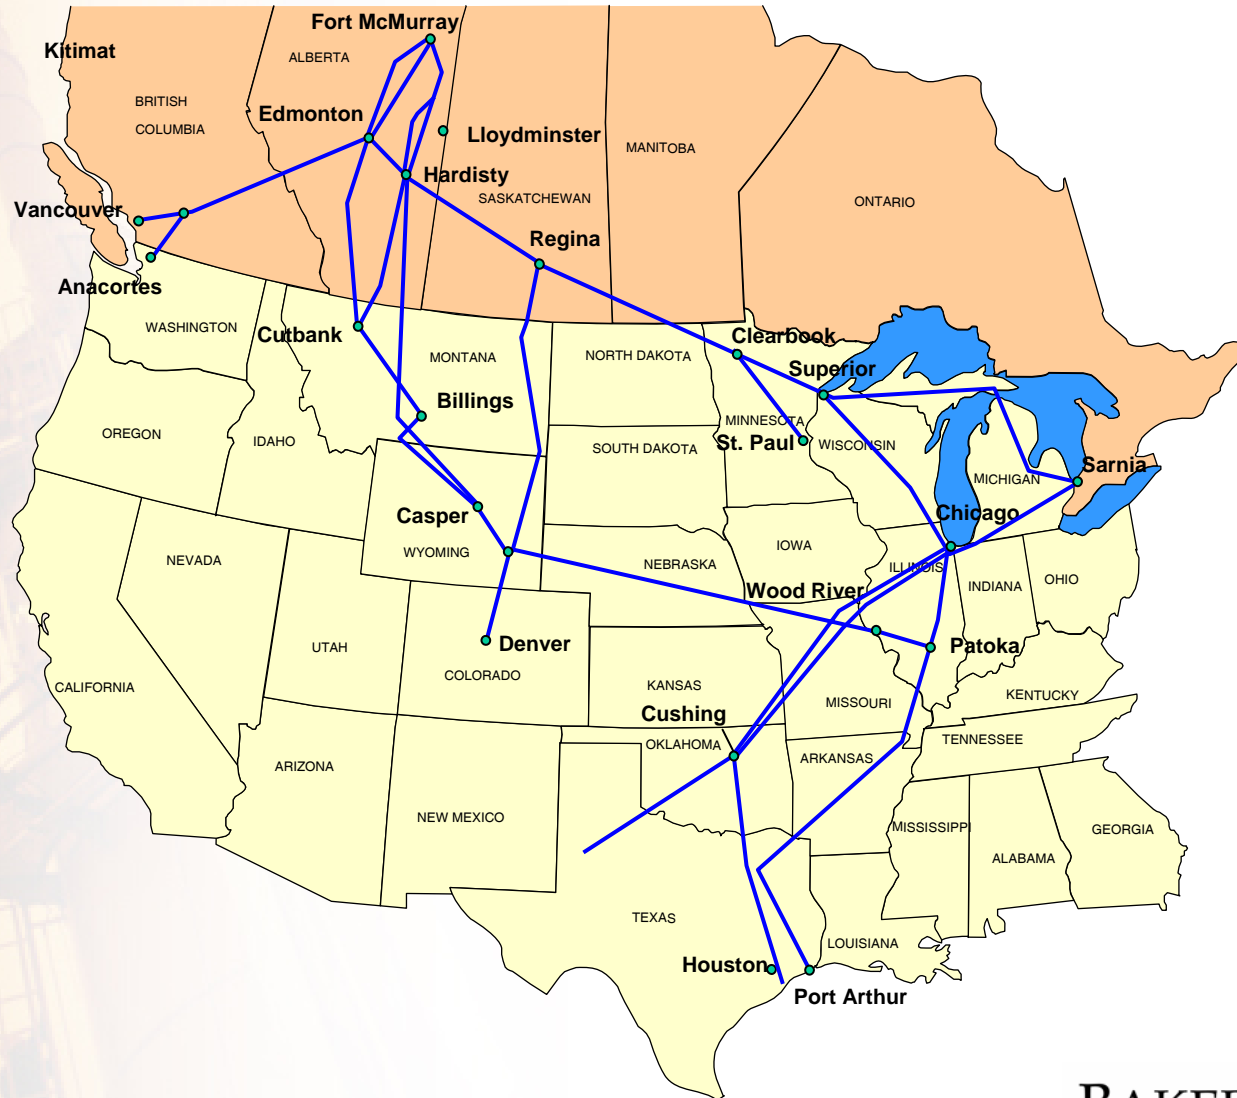 Fort McMurray
Kitimat
ALBERTA
BRITISH
COLUMBIA
Edmonton
Lloydminster
MANITOBA
Hardisty
SASKATCHEWAN
ONTARIO
Vancouver
Regina
Anacortes
WASHINGTON
Cutbank
MONTANA
NORTH DAKOTA
Clearbook
Superior
Billings
OREGON
IDAHO
SOUTH DAKOTA
MINNESOTA
St. Paul
WISCONSIN
MICHIGAN
Sarnia
Casper
Chicago
WYOMING
NEVADA
NEBRASKA
IOWA
ILLINOIS
INDIANA
OHIO
Wood River
UTAH
Denver
COLORADO
Patoka
CALIFORNIA
KANSAS
MISSOURI
KENTUCKY
Cushing
OKLAHOMA
TENNESSEE
ARIZONA
ARKANSAS
NEW MEXICO
MISSISSIPPI
GEORGIA
ALABAMA
TEXAS
LOUISIANA
Houston
Port Arthur